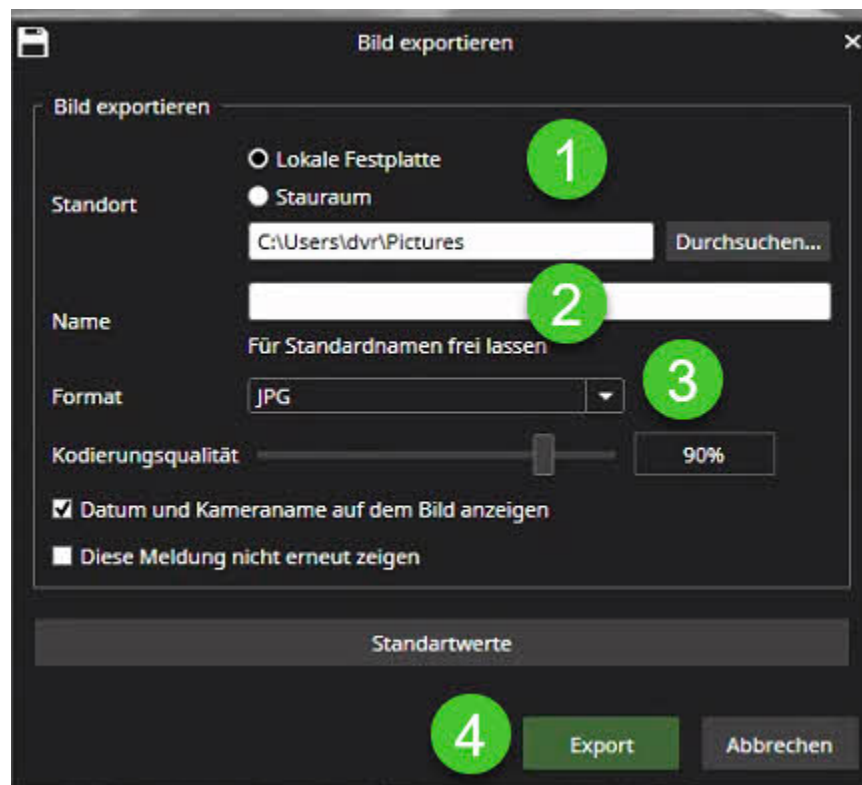 Bild exportieren
Bild exportieren
1
Lokale Festplatte
Standort
Stauraum
C:\Users\dvr\Pictures
Durchsuchen...
2
Name
Für Standardnamen frei lassen
3
Format
JPG
Kodierungsqualität
90%
Datum und Kameraname auf dem Bild anzeigen
Diese Meldung nicht erneut zeigen
Standartwerte
4
Export
Abbrechen